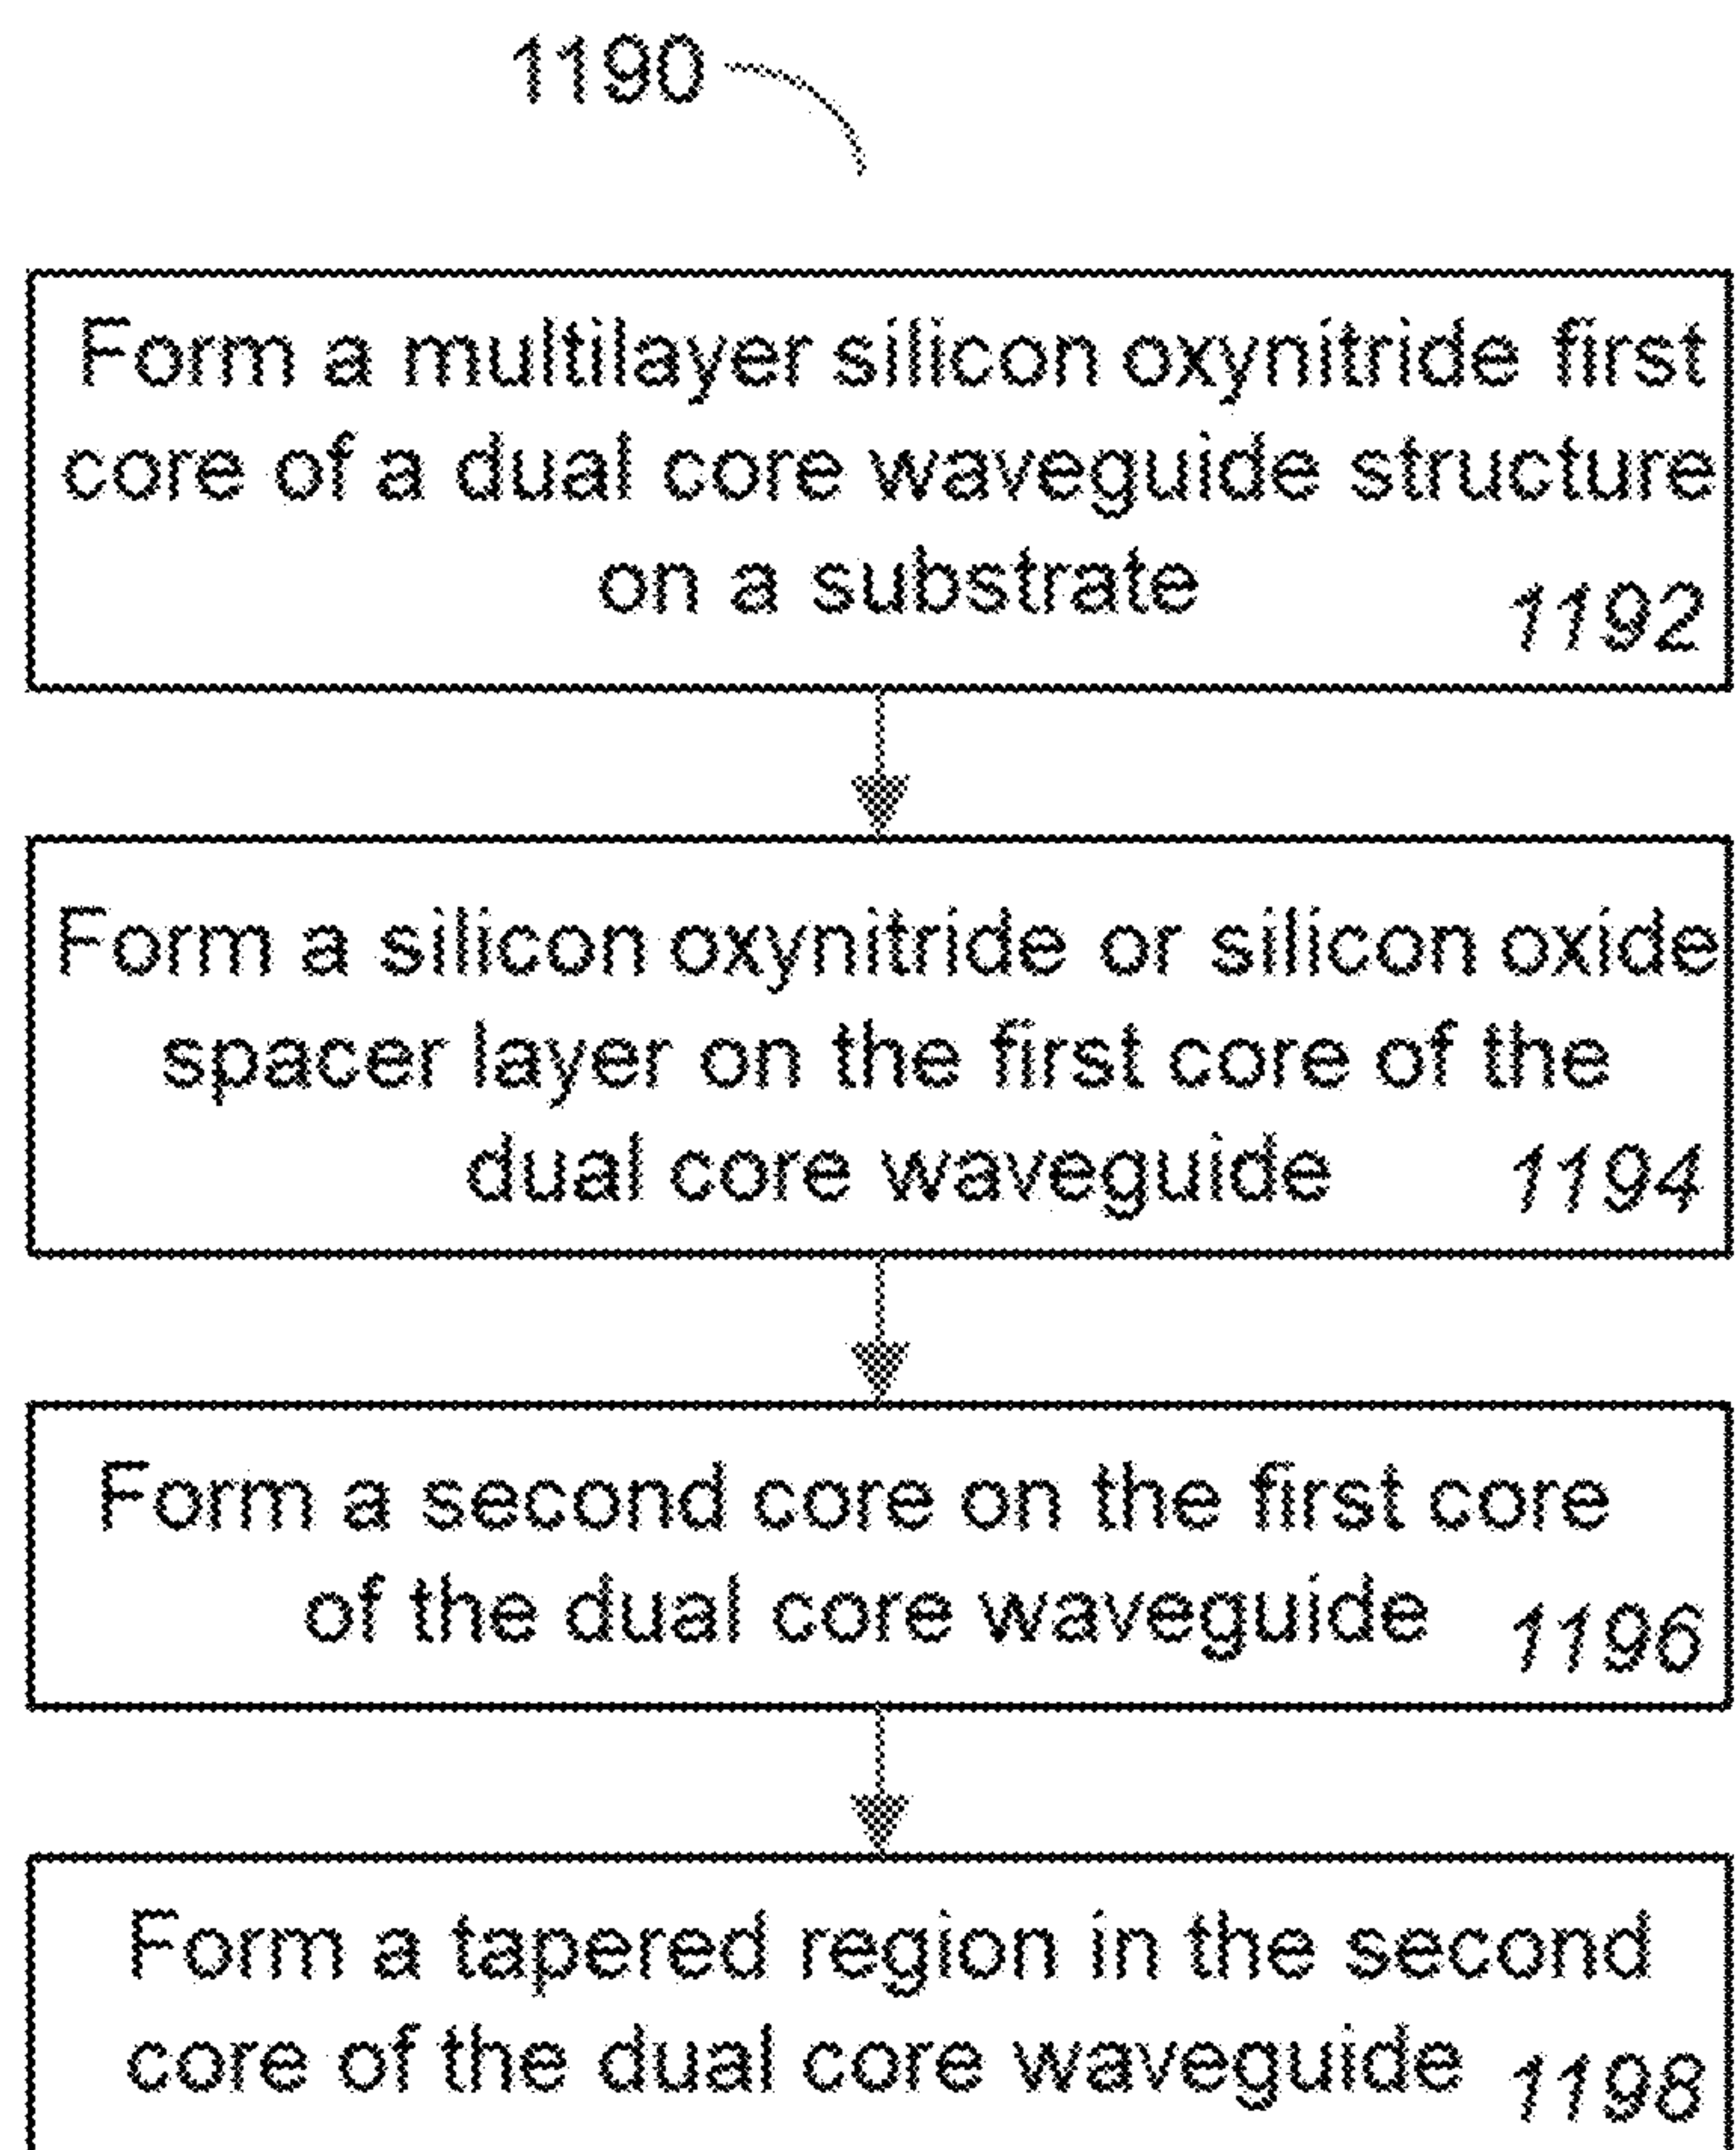 1190
Form a multilayer silicon oxynitride first
core of a dual core waveguide structure
on a substrate
1192
Form a silicon oxynitride or silicon oxide
spacer layer on the first core of the
dual core waveguide
1194
Form a second core on the first core
of the dual core waveguide
1196
Form a tapered region in the second
core of the dual core waveguide
1198